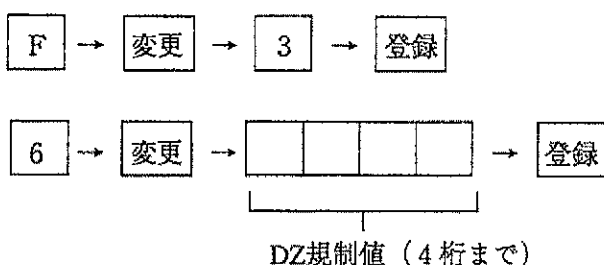 F → 変更 → 3 → 登録
6 → 変更 → → 登録
DZ規制値(4桁まで)